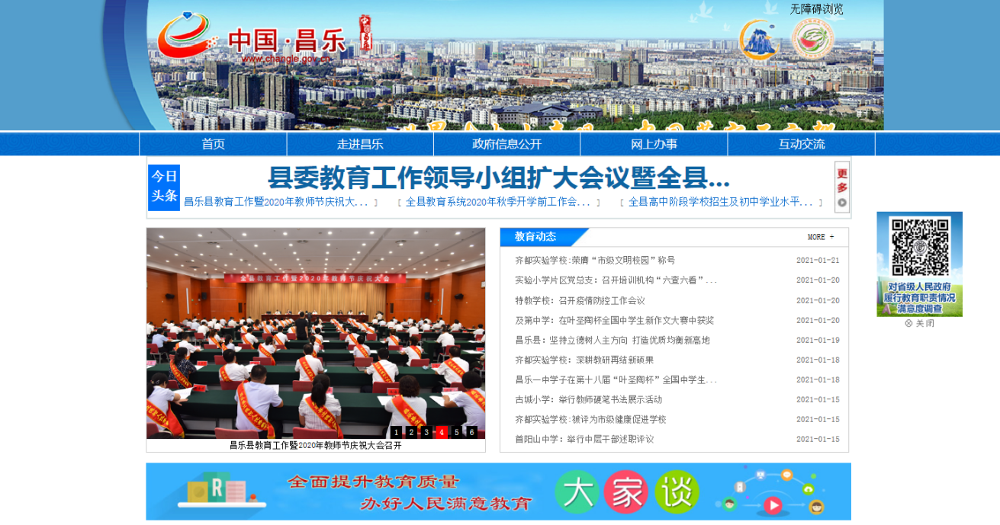 无障碍浏览
中国·昌乐
www.changle.gov.cn
首页 走进昌乐 政府信息公开 网上办事 互动交流
今日头条
县委教育工作领导小组扩大会议暨全县...
更多
昌乐县教育工作暨2020年教师节庆祝大... ] [ 全县教育系统2020年秋季开学前工作会... ] [ 全县高中阶段学校招生及初中学业水平... ]
全县教育工作暨2020年教师节庆祝大会
1 2 3 4 5 6
昌乐县教育工作暨2020年教师节庆祝大会召开
教育动态 MORE +
齐都实验学校:荣膺“市级文明校园”称号 2021-01-21
实验小学片区党总支：召开培训机构“六查六看”... 2021-01-20
特教学校：召开疫情防控工作会议 2021-01-20
及第中学：在叶圣陶杯全国中学生新作文大赛中获奖 2021-01-20
昌乐县：坚持立德树人主方向 打造优质均衡新高地 2021-01-19
齐都实验学校：深耕教研再结新硕果 2021-01-18
昌乐一中学子在第十八届“叶圣陶杯”全国中学生... 2021-01-18
古城小学：举行教师硬笔书法展示活动 2021-01-15
齐都实验学校:被评为市级健康促进学校 2021-01-15
首阳山中学：举行中层干部述职评议 2021-01-15
对省级人民政府
履行教育职责情况
满意度调查
关闭
R
全面提升教育质量
办好人民满意教育
大家谈